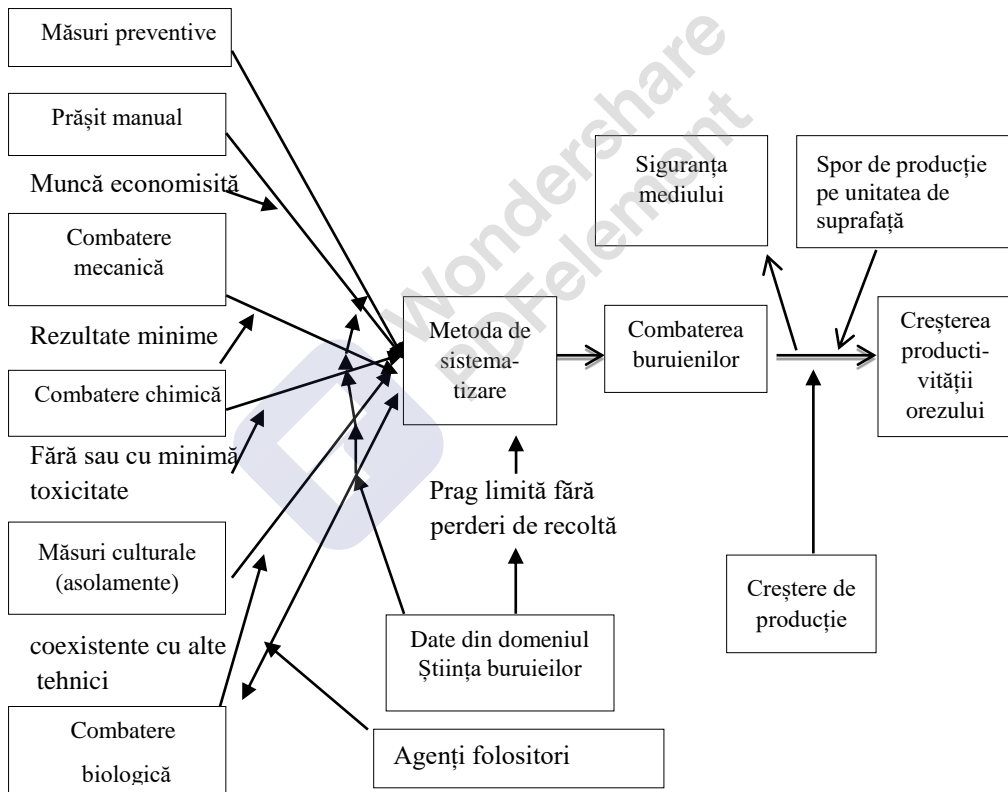 Măsuri preventive
Prășit manual
Muncă economisită
Combatere
mecanică
Rezultate minime
Combatere chimică
Fără sau cu minimă
toxicitate
Măsuri culturale
(asolamente)
coexistente cu alte
tehnici
Combatere
biologică
Metoda de
sistema-
tizare
Prag limită fără
perderi de recoltă
Date din domeniul
Știința buruieilor
Agenți folositori
Siguranța
mediului
Combaterea
buruienilor
Spor de producție
pe unitatea de
suprafață
Creșterea
producti-
vității
orezului
Creștere de
producție
Wondershare
PDFelement